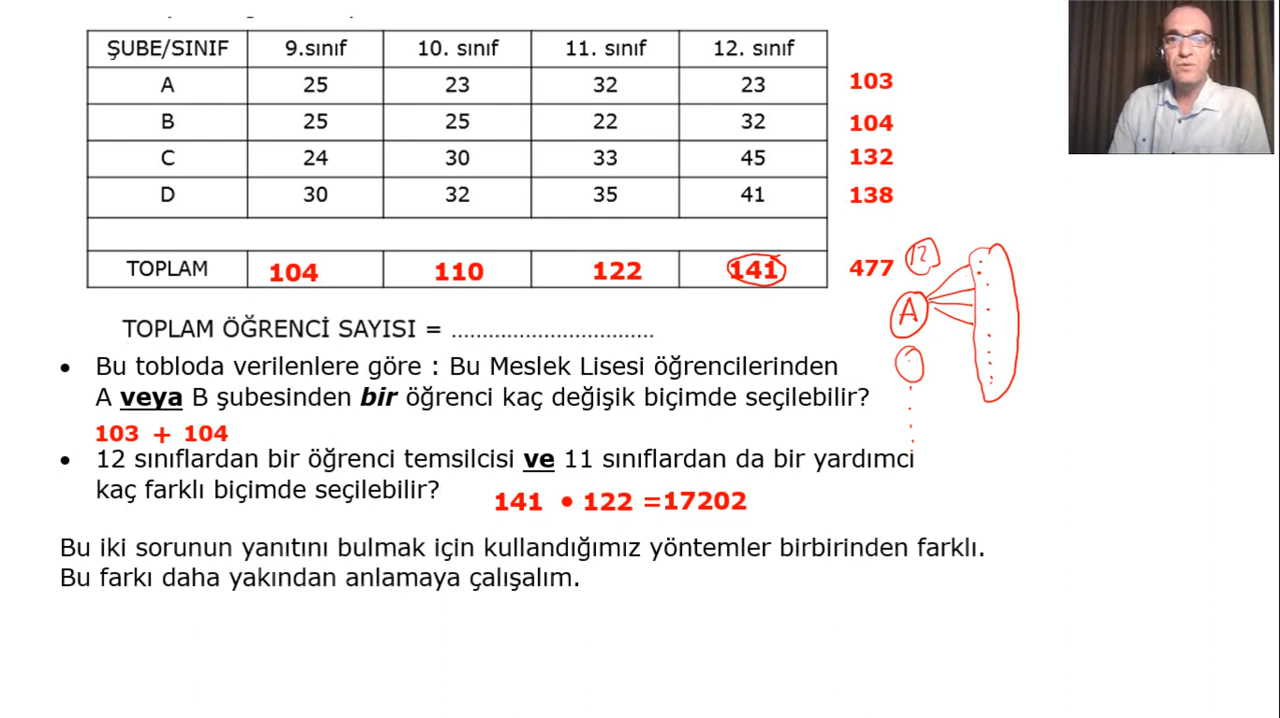 ŞUBE/SINIF 9.sınıf 10. sınıf 11. sınıf 12. sınıf
A 25 23 32 23 103
B 25 25 22 32 104
C 24 30 33 45 132
D 30 32 35 41 138
TOPLAM 104 110 122 141 477
12
A
TOPLAM ÖĞRENCİ SAYISI = ................................
• Bu tobloda verilenlere göre : Bu Meslek Lisesi öğrencilerinden
A veya B şubesinden bir öğrenci kaç değişik biçimde seçilebilir?
103 + 104
• 12 sınıflardan bir öğrenci temsilcisi ve 11 sınıflardan da bir yardımci
kaç farklı biçimde seçilebilir?
141 • 122 =17202
Bu iki sorunun yanıtını bulmak için kullandığımız yöntemler birbirinden farklı.
Bu farkı daha yakından anlamaya çalışalım.